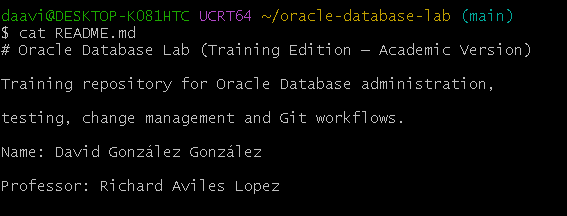 daavi@DESKTOP-KO81HTC UCRT64 ~/oracle-database-lab (main)
$ cat README.md
# Oracle Database Lab (Training Edition — Academic Version)
Training repository for Oracle Database administration,
testing, change management and Git workflows.
Name: David González González
Professor: Richard Aviles Lopez